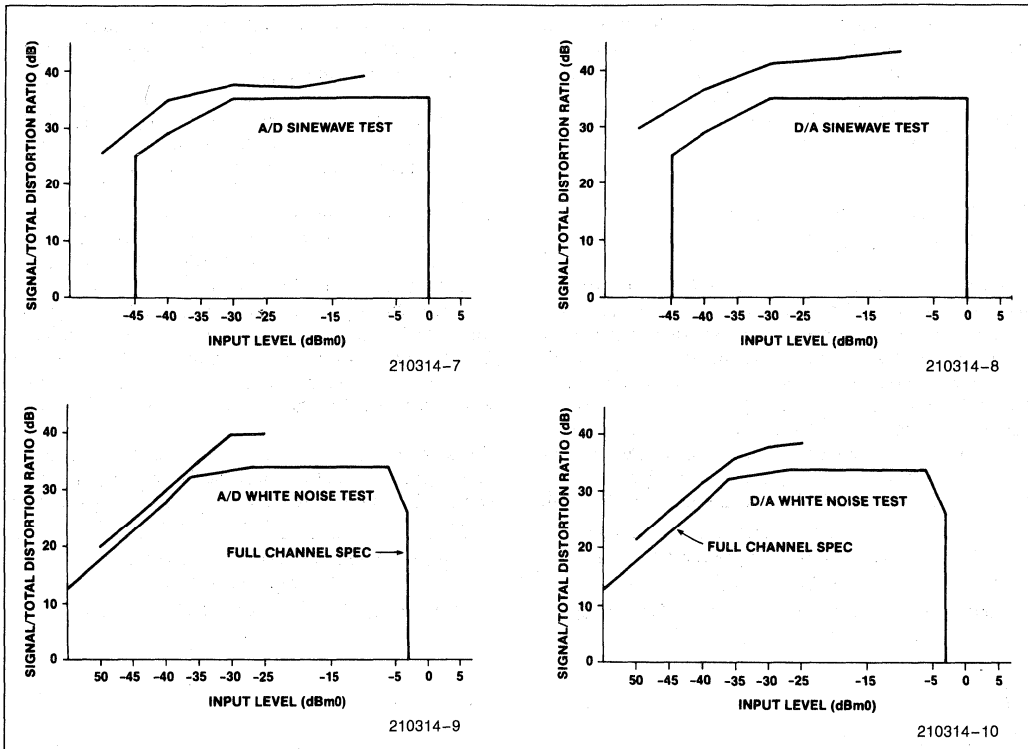 SIGNAL/TOTAL DISTORTION RATIO (dB)
40
30
20
10
0
A/D SINEWAVE TEST
-45 -40 -35 -30 -25 -15 -5 0 5
INPUT LEVEL (dBm0)
210314-7
SIGNAL/TOTAL DISTORTION RATIO (dB)
40
30
20
10
0
D/A SINEWAVE TEST
-45 -40 -35 -30 -25 -15 -5 0 5
INPUT LEVEL (dBm0)
210314-8
SIGNAL/TOTAL DISTORTION RATIO (dB)
40
30
20
10
0
A/D WHITE NOISE TEST
FULL CHANNEL SPEC
50 -45 -40 -35 -30 -25 -15 -5 0 5
INPUT LEVEL (dBm0)
210314-9
SIGNAL/TOTAL DISTORTION RATIO (dB)
40
30
20
10
0
D/A WHITE NOISE TEST
FULL CHANNEL SPEC
50 -45 -40 -35 -30 -25 -15 -5 0 5
INPUT LEVEL (dBm0)
210314-10